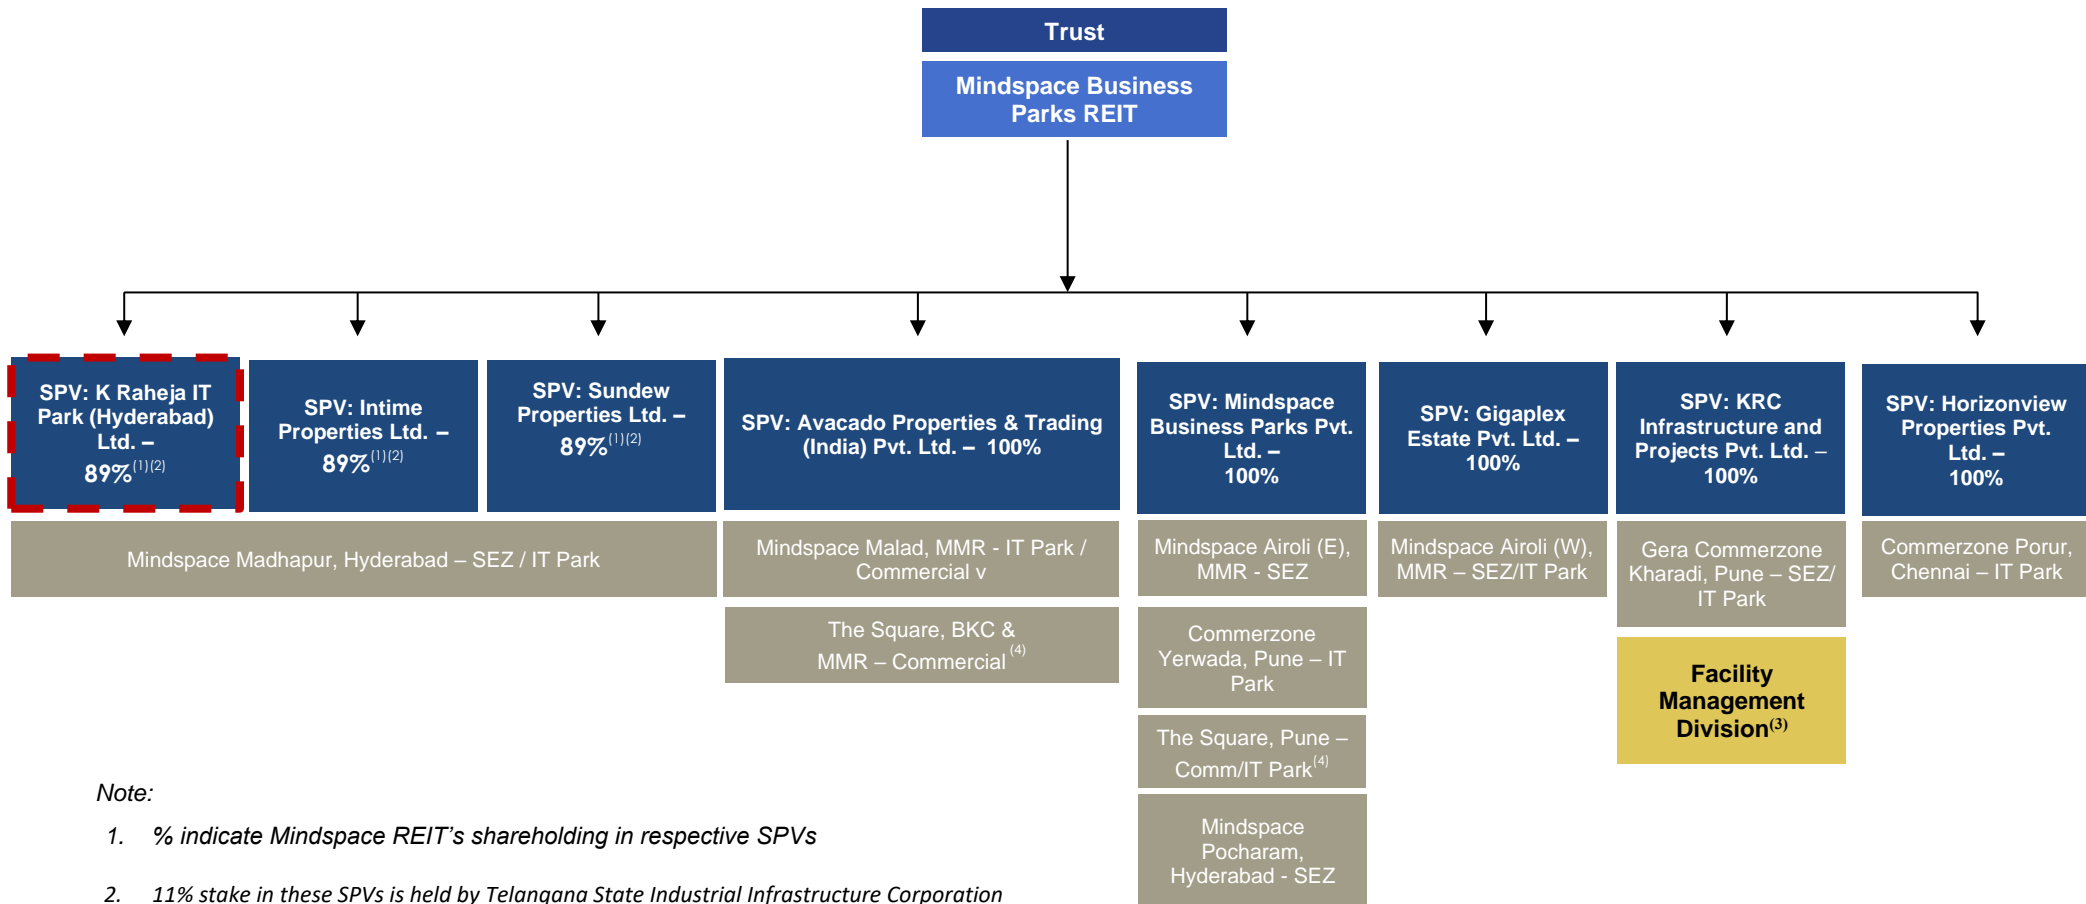 Trust
Mindspace Business
Parks REIT
SPV: K Raheja IT
Park (Hyderabad)
Ltd. –
89%(1)(2)
SPV: Intime
Properties Ltd. –
89%(1)(2)
SPV: Sundew
Properties Ltd. –
89%(1)(2)
SPV: Avacado Properties & Trading
(India) Pvt. Ltd. – 100%
SPV: Mindspace
Business Parks Pvt.
Ltd. –
100%
SPV: Gigaplex
Estate Pvt. Ltd. –
100%
SPV: KRC
Infrastructure and
Projects Pvt. Ltd. –
100%
SPV: Horizonview
Properties Pvt.
Ltd. –
100%
Mindspace Madhapur, Hyderabad – SEZ / IT Park
Mindspace Malad, MMR - IT Park /
Commercial v
Mindspace Airoli (E),
MMR - SEZ
Mindspace Airoli (W),
MMR – SEZ/IT Park
Gera Commerzone
Kharadi, Pune – SEZ/
IT Park
Commerzone Porur,
Chennai – IT Park
The Square, BKC &
MMR – Commercial(4)
Commerzone
Yerwada, Pune – IT
Park
Facility
Management
Division(3)
The Square, Pune –
Comm/IT Park(4)
Mindspace
Pocharam,
Hyderabad - SEZ
Note:
1. % indicate Mindspace REIT’s shareholding in respective SPVs
2. 11% stake in these SPVs is held by Telangana State Industrial Infrastructure Corporation